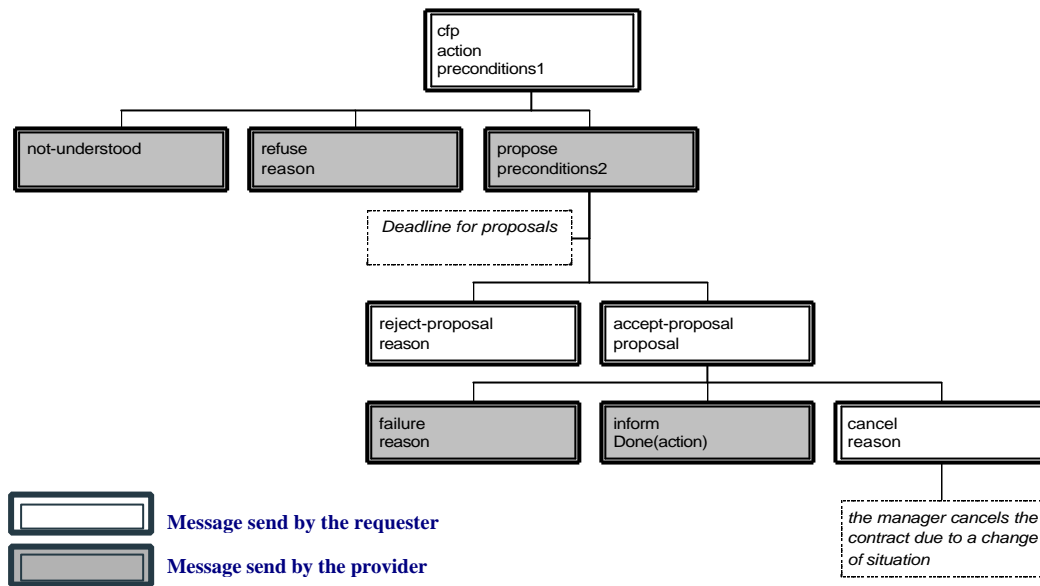 cfp
action
preconditions1
not-understood
refuse
reason
propose
preconditions2
Deadline for proposals
reject-proposal
reason
accept-proposal
proposal
failure
reason
inform
Done(action)
cancel
reason
the manager cancels the
contract due to a change
of situation
Message send by the requester
Message send by the provider